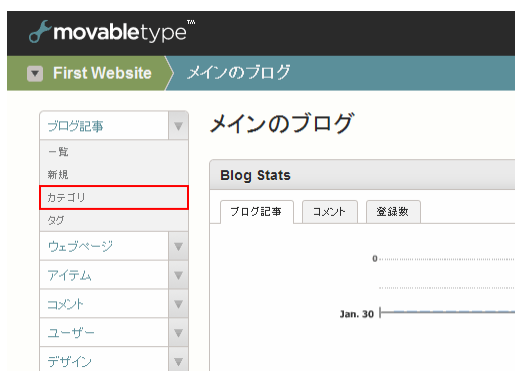 movabletype™
First Website
メインのブログ
ブログ記事
一覧
新規
カテゴリ
タグ
ウェブページ
アイテム
コメント
ユーザー
デザイン
メインのブログ
Blog Stats
ブログ記事 コメント 登録数
0
Jan. 30